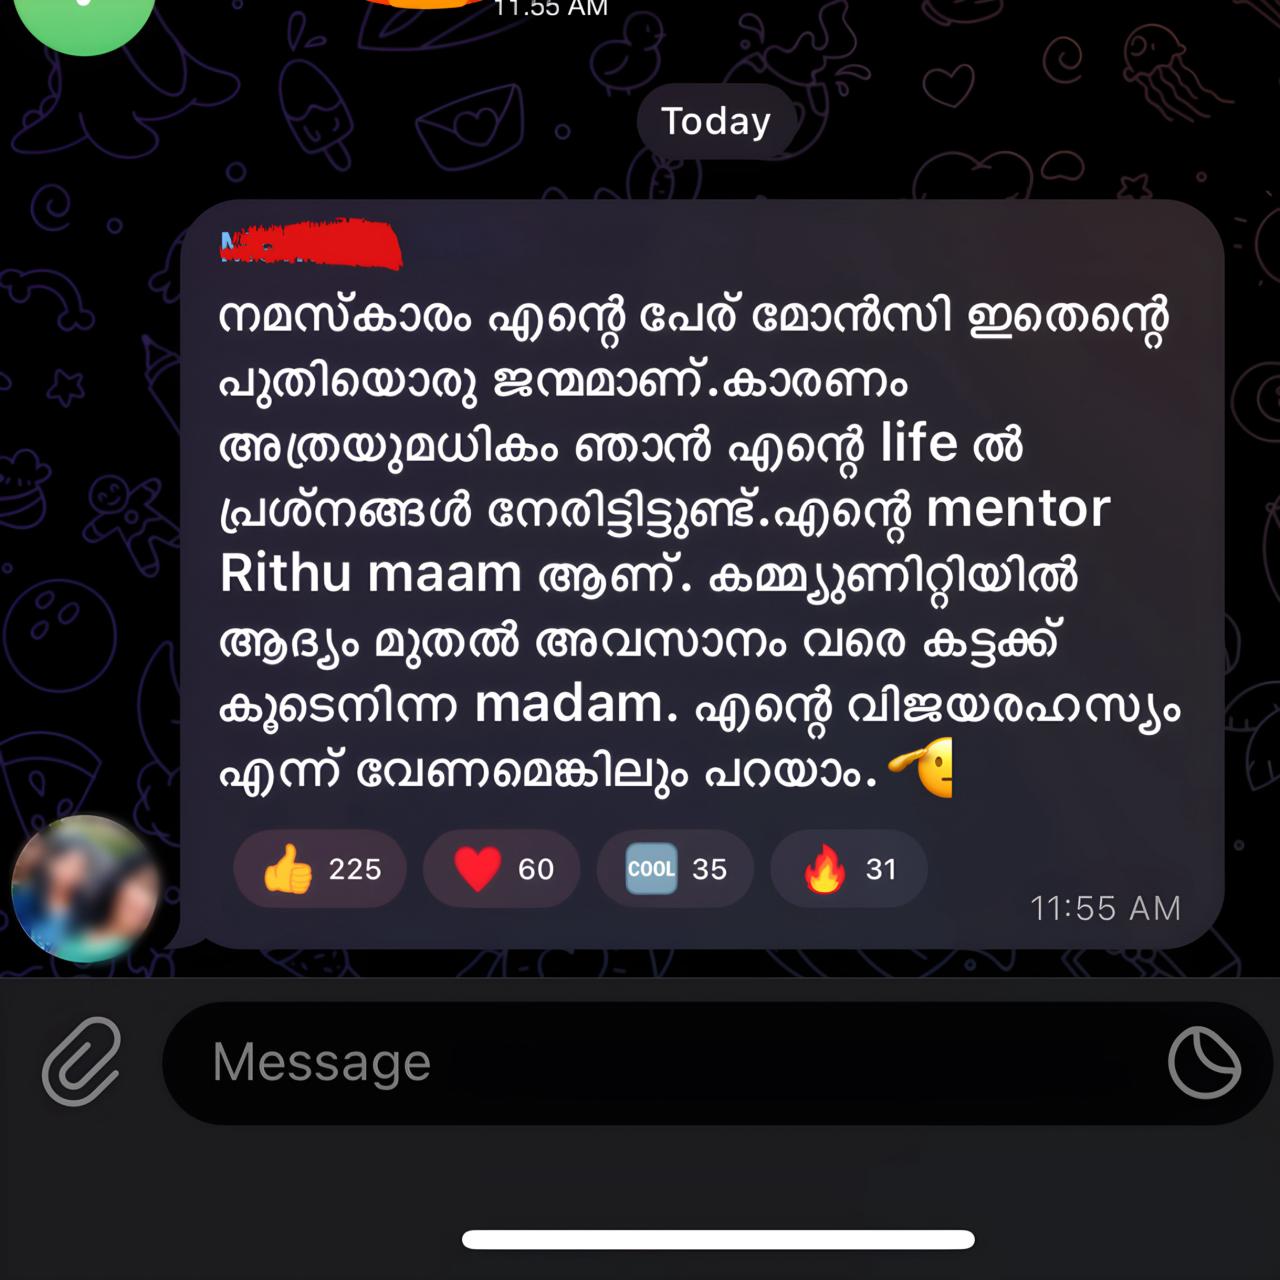 11:55 AM
Today
നമസ്കാരം എന്റെ പേര് മോൻസി ഇതെന്റെ
പുതിയൊരു ജന്മമാണ്.കാരണം
അത്രയുമധികം ഞാൻ എന്റെ life ൽ
പ്രശ്നങ്ങൾ നേരിട്ടിട്ടുണ്ട്.എന്റെ mentor
Rithu maam ആണ്. കമ്മ്യുണിറ്റിയിൽ
ആദ്യം മുതൽ അവസാനം വരെ കട്ടക്ക്
കൂടെനിന്ന madam. എന്റെ വിജയരഹസ്യം
എന്ന് വേണമെങ്കിലും പറയാം.
225 60 COOL 35 31
11:55 AM
Message